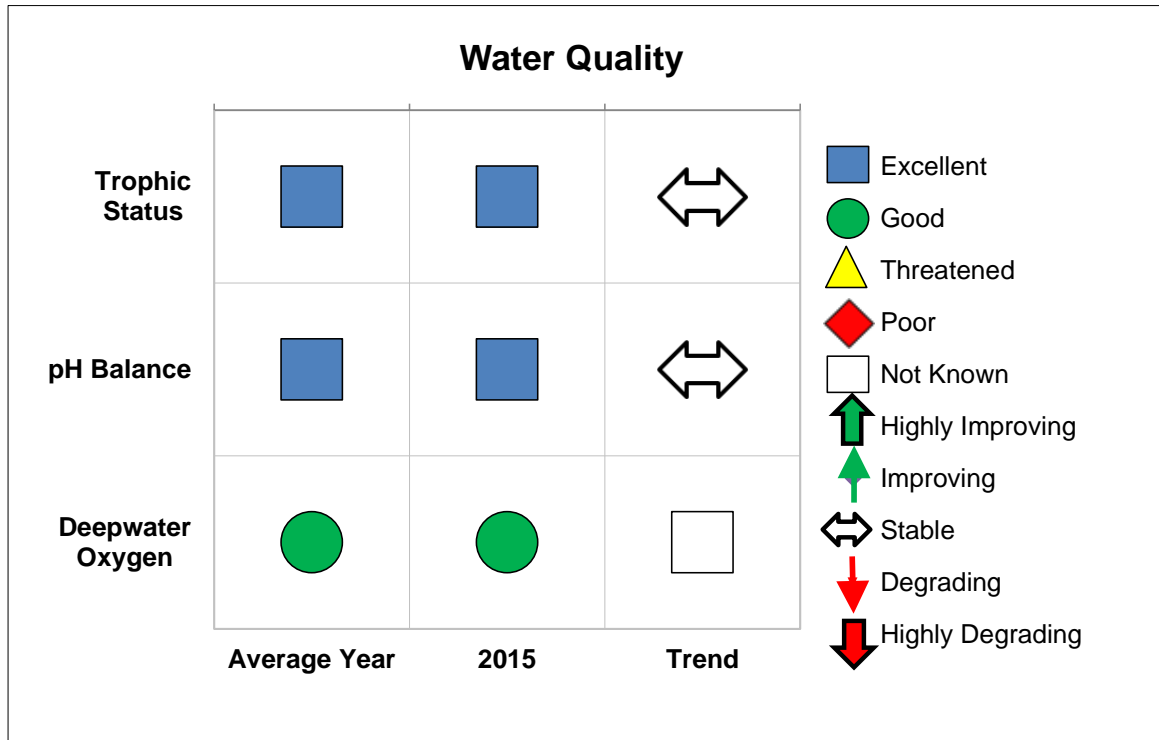 Water Quality
Trophic
Status
pH Balance
Deepwater
Oxygen
Average Year
2015
Trend
Excellent
Good
Threatened
Poor
Not Known
Highly Improving
Improving
Stable
Degrading
Highly Degrading